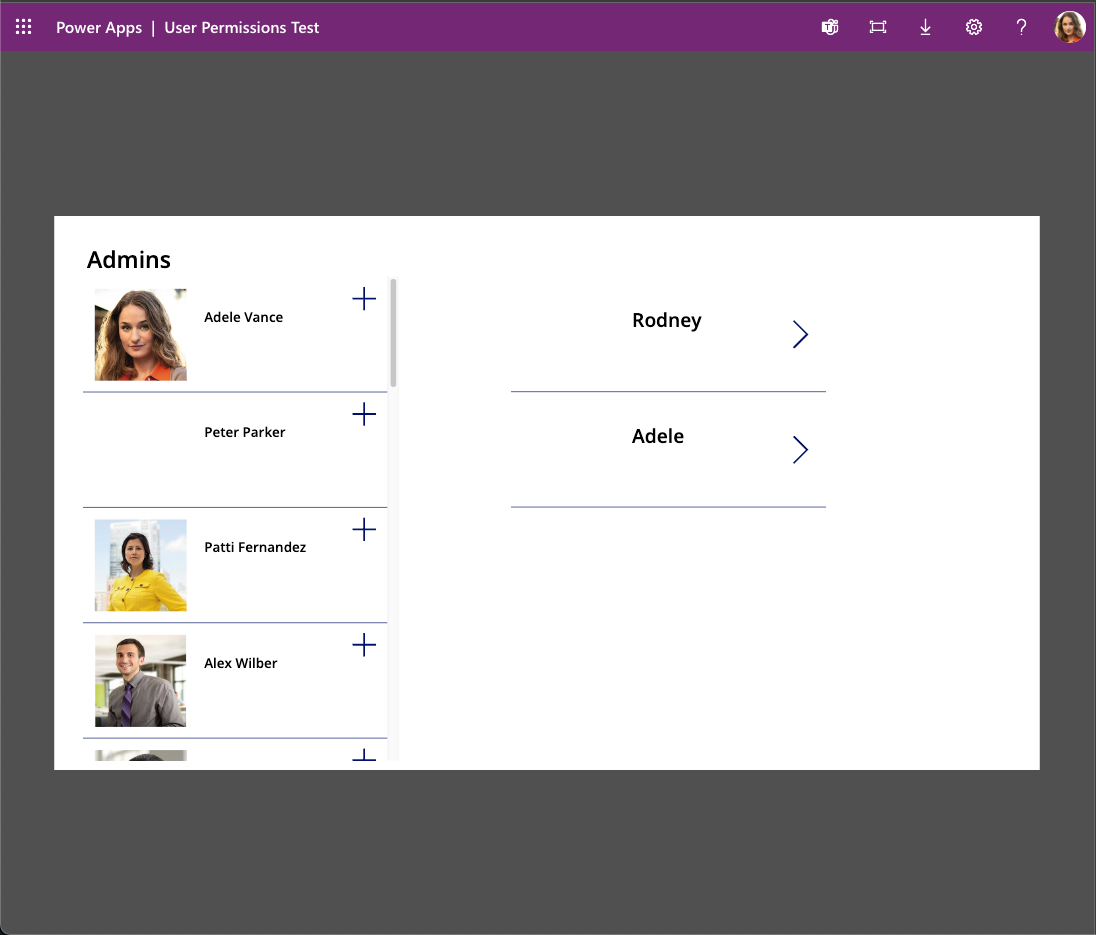 Power Apps | User Permissions Test
Admins
Adele Vance
Peter Parker
Patti Fernandez
Alex Wilber
Rodney
Adele